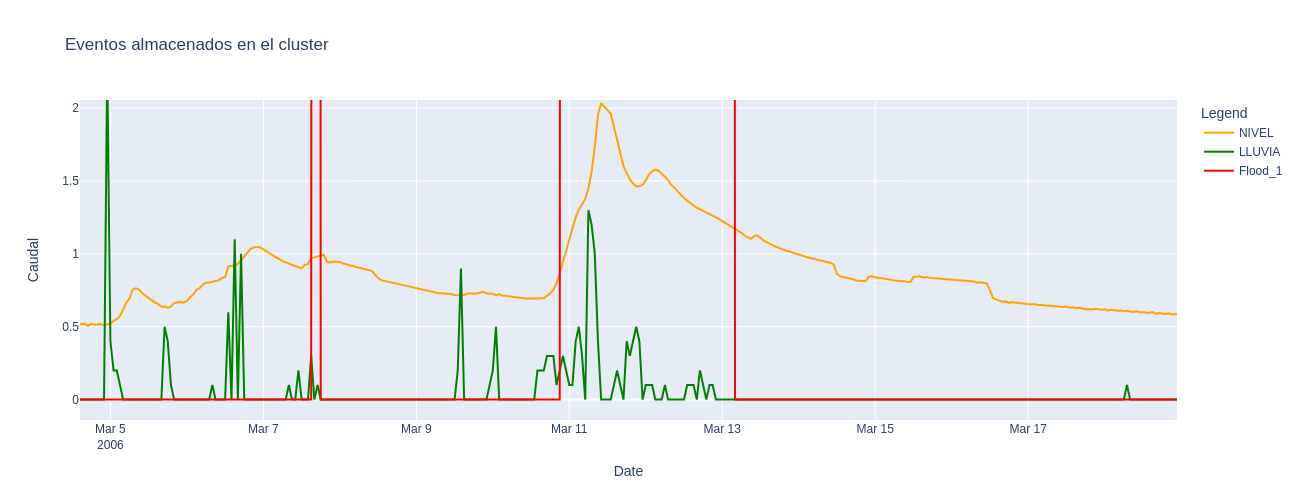 Eventos almacenados en el cluster
Legend
NIVEL
LLUVIA
Flood_1
Caudal
2
1.5
1
0.5
0
Mar 5
2006
Mar 7
Mar 9
Mar 11
Mar 13
Mar 15
Mar 17
Date